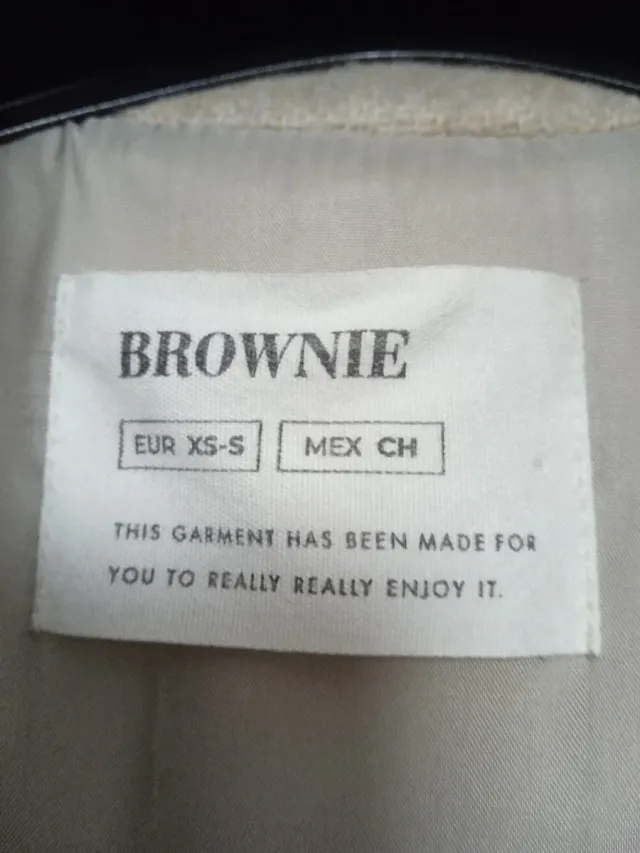 BROWNIE
EUR XS-S MEX CH
THIS GARMENT HAS BEEN MADE FOR
YOU TO REALLY REALLY ENJOY IT.